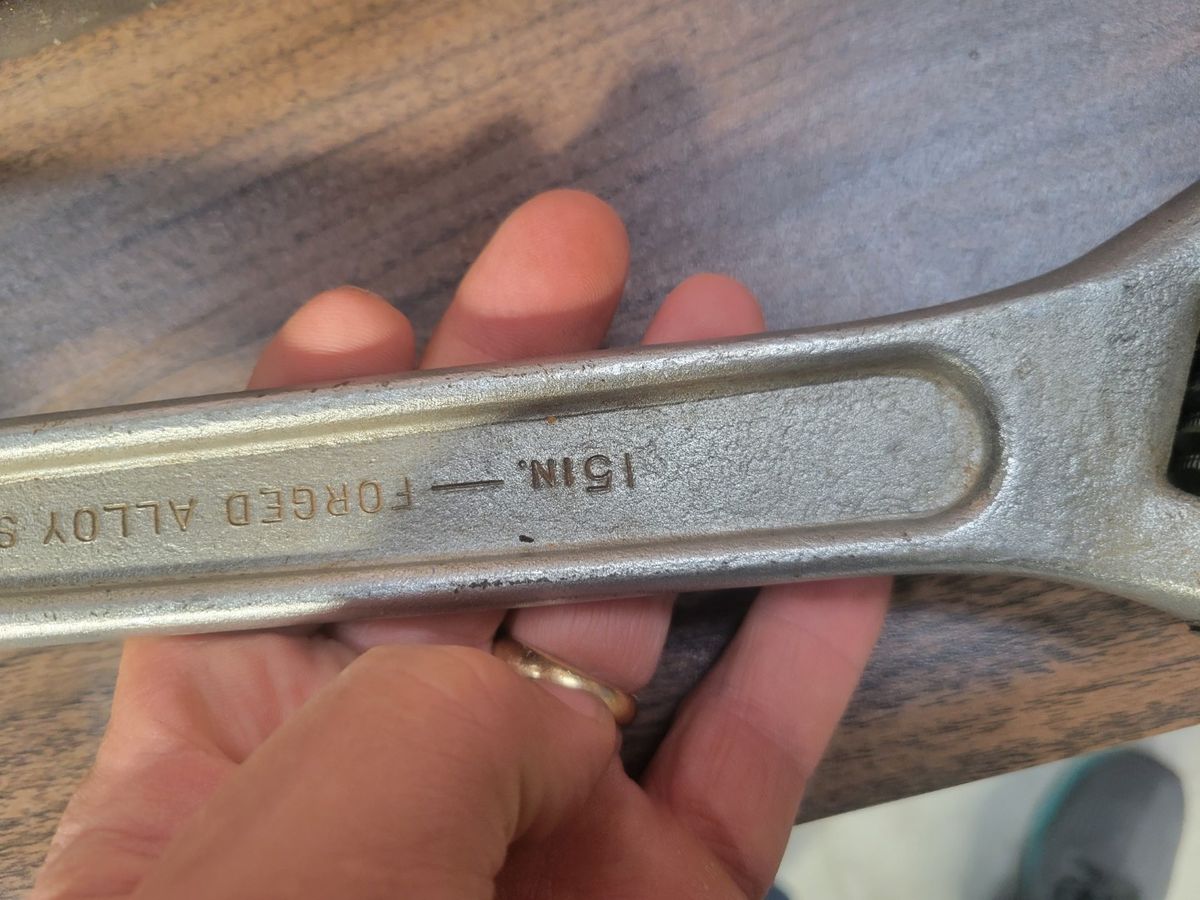 15IN. — FORGED ALLOY S